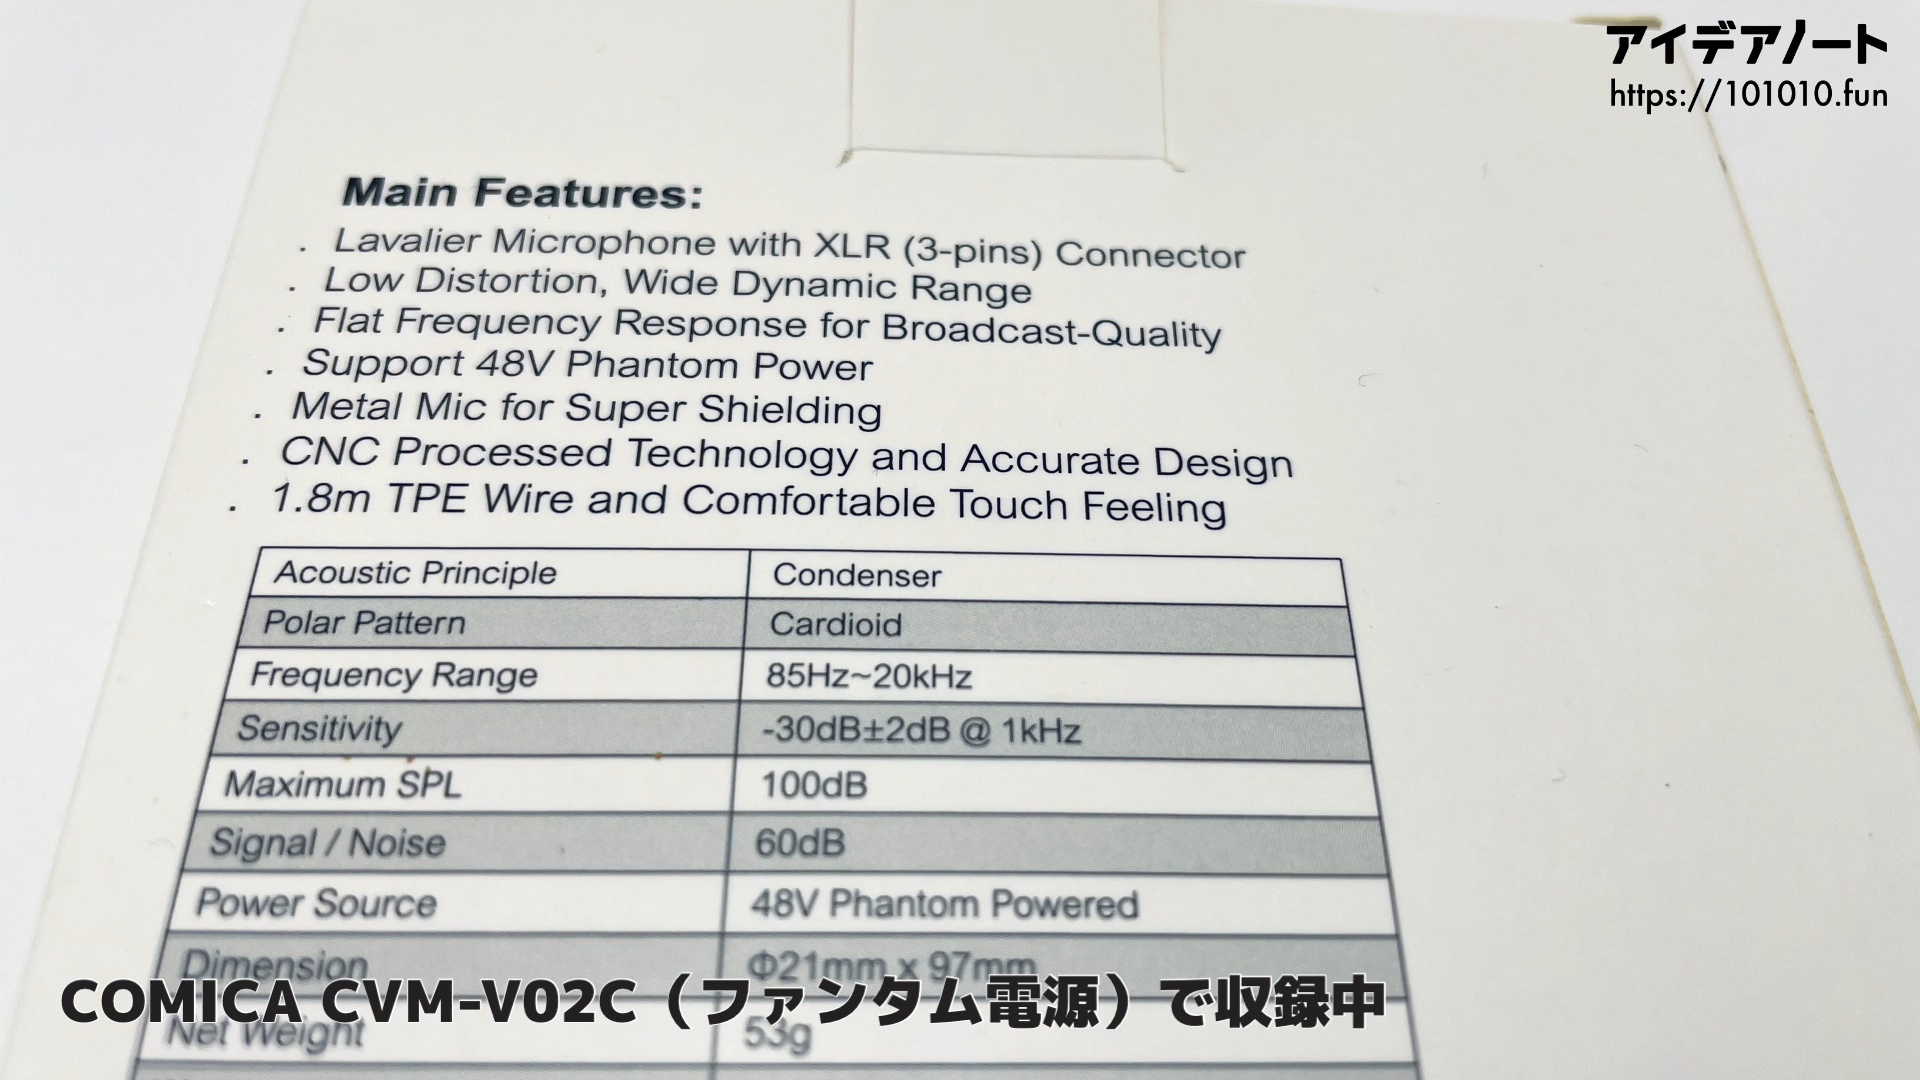 アイデアノート
https://101010.fun
Main Features:
. Lavalier Microphone with XLR (3-pins) Connector
. Low Distortion, Wide Dynamic Range
. Flat Frequency Response for Broadcast-Quality
. Support 48V Phantom Power
. Metal Mic for Super Shielding
. CNC Processed Technology and Accurate Design
. 1.8m TPE Wire and Comfortable Touch Feeling
Acoustic Principle Condenser
Polar Pattern Cardioid
Frequency Range 85Hz~20kHz
Sensitivity -30dB±2dB @ 1kHz
Maximum SPL 100dB
Signal / Noise 60dB
Power Source 48V Phantom Powered
Dimension Φ21mm x 97mm
COMICA CVM-V02C（ファンタム電源）で収録中
Net Weight 53g